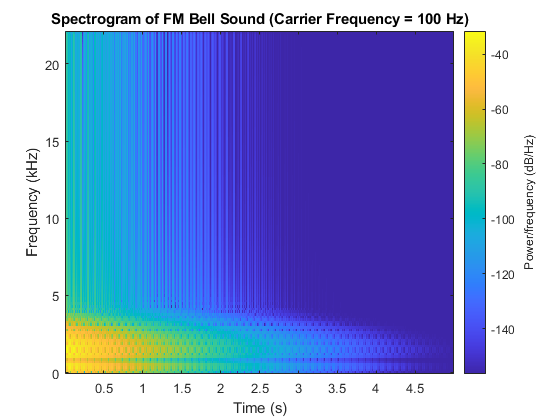 Spectrogram of FM Bell Sound (Carrier Frequency = 100 Hz)
20
15
10
5
0
Frequency (kHz)
0.5 1 1.5 2 2.5 3 3.5 4 4.5
Time (s)
-40
-60
-80
-100
-120
-140
Power/frequency (dB/Hz)